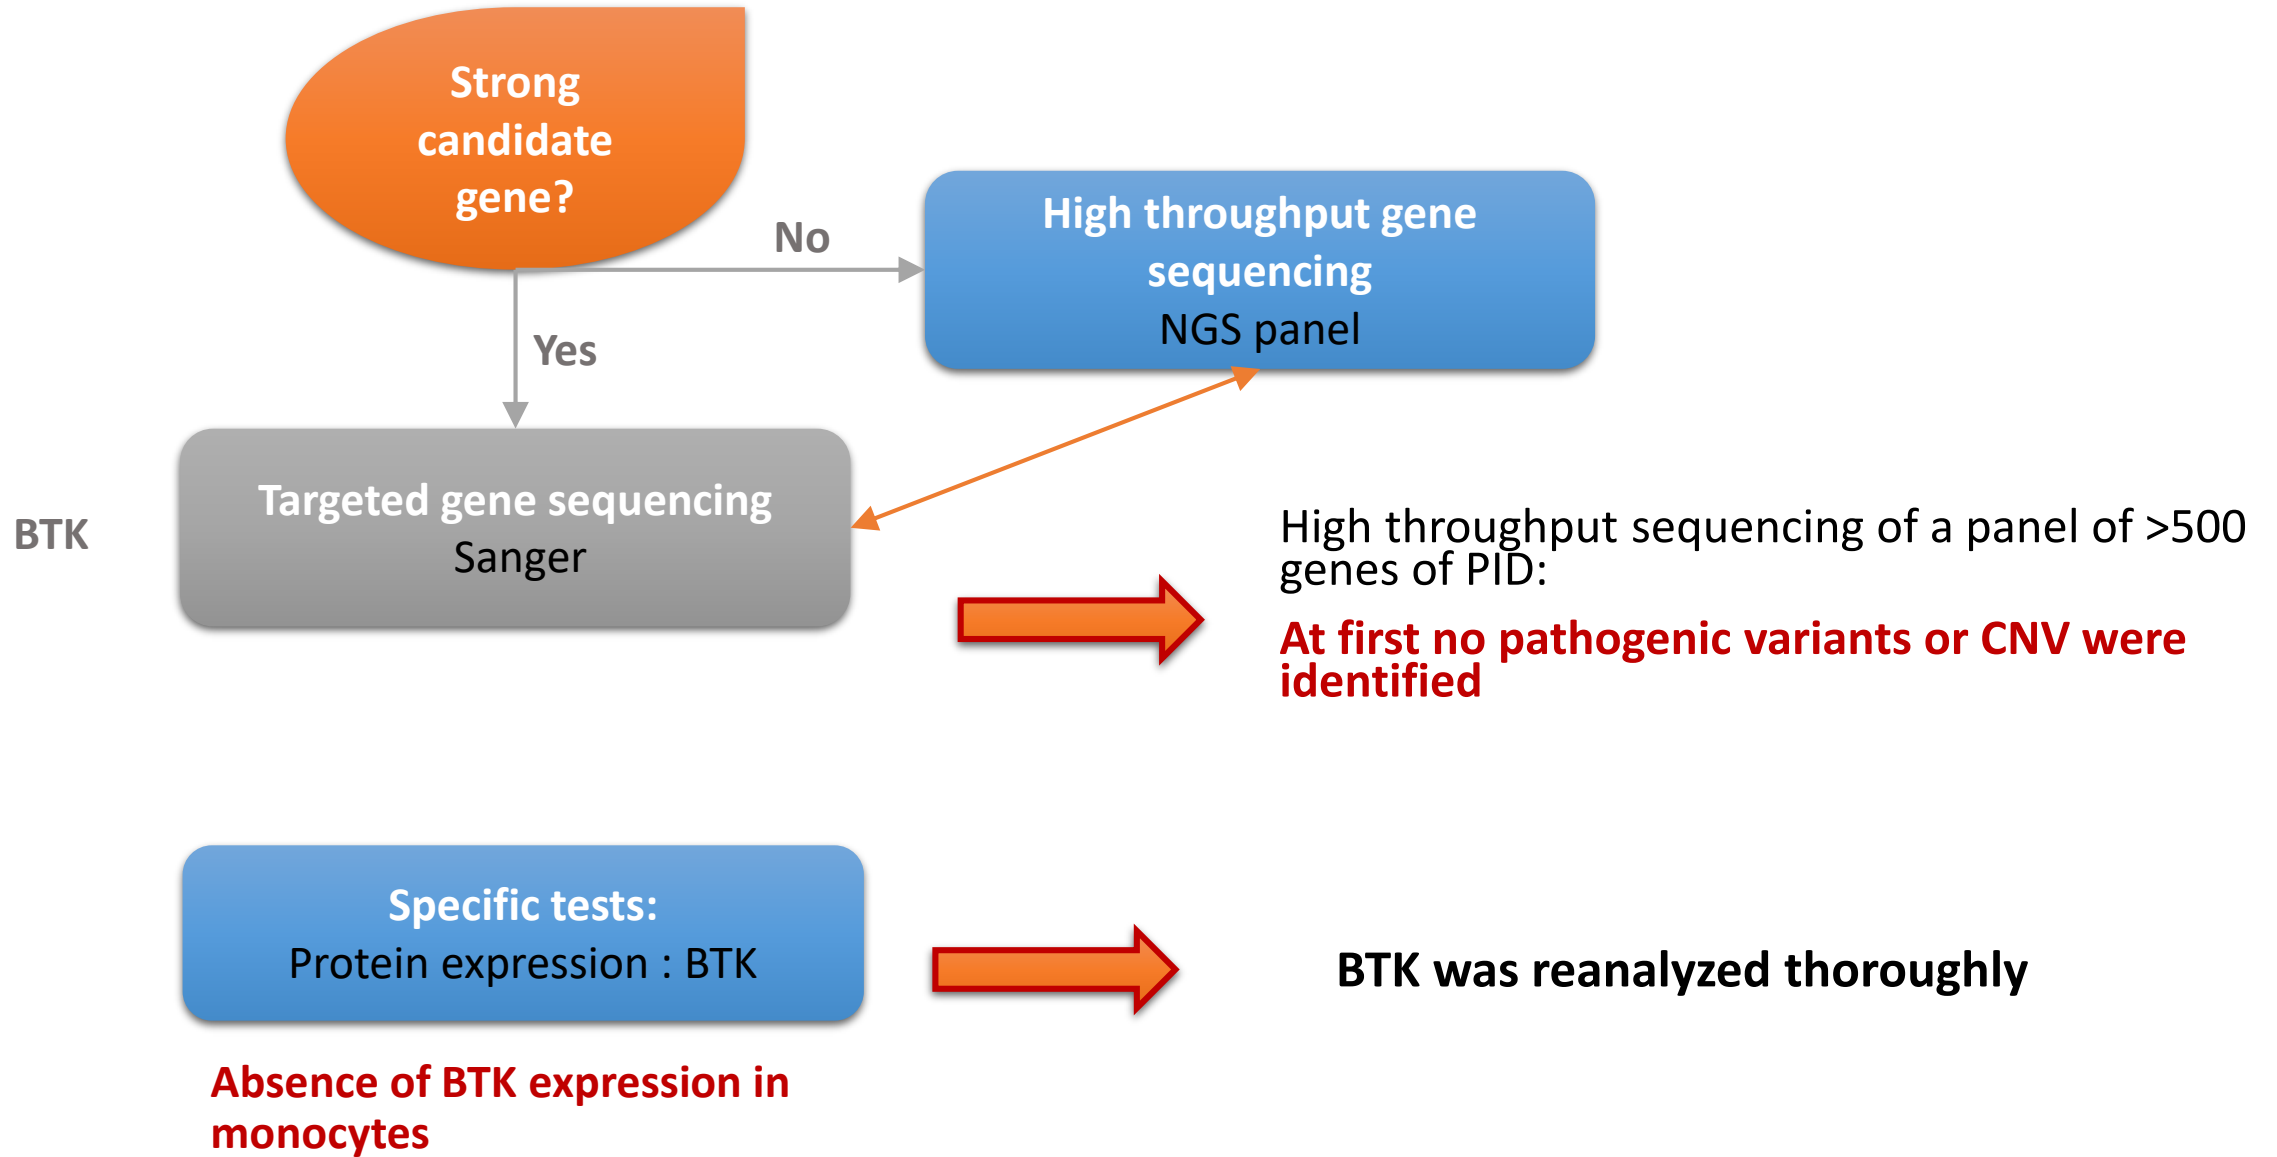 Strong
candidate
gene?
No
High throughput gene
sequencing
NGS panel
Yes
Targeted gene sequencing
Sanger
BTK
High throughput sequencing of a panel of >500
genes of PID:
At first no pathogenic variants or CNV were
identified
Specific tests:
Protein expression : BTK
BTK was reanalyzed thoroughly
Absence of BTK expression in
monocytes